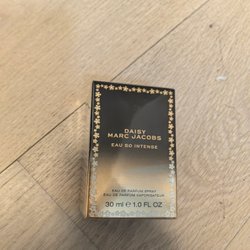 DAISY
MARC JACOBS
EAU SO INTENSE
EAU DE PARFUM SPRAY
EAU DE PARFUM VAPORISATEUR
30 ml ℮ 1.0 FL OZ